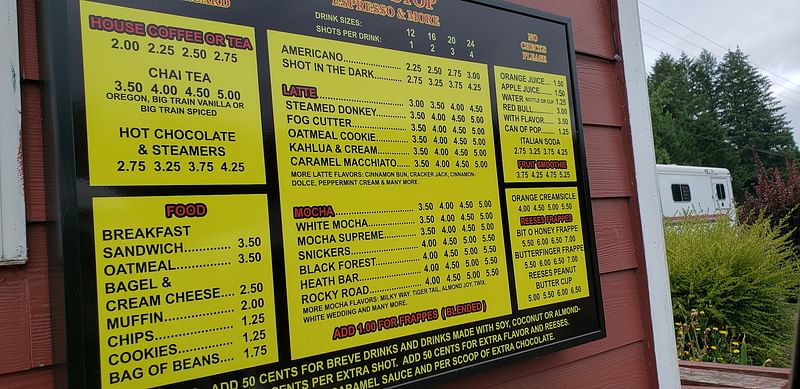 CARD
STOP
ESPRESSO & MORE
DRINK SIZES: 12 16 20 24
SHOTS PER DRINK: 1 2 3 4
NO
CHECKS
PLEASE
HOUSE COFFEE OR TEA
2.00 2.25 2.50 2.75
CHAI TEA
3.50 4.00 4.50 5.00
OREGON, BIG TRAIN VANILLA OR
BIG TRAIN SPICED
HOT CHOCOLATE
& STEAMERS
2.75 3.25 3.75 4.25
FOOD
BREAKFAST
SANDWICH...... 3.50
OATMEAL........ 3.50
BAGEL &
CREAM CHEESE... 2.50
MUFFIN............ 2.00
CHIPS.............. 1.25
COOKIES......... 1.25
BAG OF BEANS.... 1.75
AMERICANO............ 2.25 2.50 2.75 3.00
SHOT IN THE DARK......... 2.75 3.25 3.75 4.25
LATTE............ 3.00 3.50 4.00 4.50
STEAMED DONKEY......... 3.50 4.00 4.50 5.00
FOG CUTTER............ 3.50 4.00 4.50 5.00
OATMEAL COOKIE......... 3.50 4.00 4.50 5.00
KAHLUA & CREAM......... 3.50 4.00 4.50 5.00
CARAMEL MACCHIATO...... 3.50 4.00 4.50 5.00
MORE LATTE FLAVORS: CINNAMON BUN, CRACKER JACK, CINNAMON-
DOLCE, PEPPERMINT CREAM & MANY MORE.
MOCHA............ 3.50 4.00 4.50 5.00
WHITE MOCHA............ 3.50 4.00 4.50 5.00
MOCHA SUPREME......... 3.50 4.00 4.50 5.00
SNICKERS............ 4.00 4.50 5.00 5.50
BLACK FOREST............ 4.00 4.50 5.00 5.50
HEATH BAR............ 4.00 4.50 5.00 5.50
ROCKY ROAD............ 4.00 4.50 5.00 5.50
MORE MOCHA FLAVORS: MILKY WAY, TIGER TAIL, ALMOND JOY, TWIX,
WHITE WEDDING AND MANY MORE.
ADD 1.00 FOR FRAPPES ( BLENDED )
ORANGE JUICE.... 1.50
APPLE JUICE..... 1.50
WATER BOTTLE OR CUP 1.25
RED BULL........ 3.00
WITH FLAVOR.... 3.50
CAN OF POP..... 1.25
ITALIAN SODA
2.75 3.25 3.75 4.25
FRUIT SMOOTHIE
3.75 4.25 4.75 5.25
ORANGE CREAMSICLE
4.00 4.50 5.00 5.50
REESES FRAPPES
BIT O HONEY FRAPPE
5.50 6.00 6.50 7.00
BUTTERFINGER FRAPPE
5.50 6.00 6.50 7.00
REESES PEANUT
BUTTER CUP
5.00 5.50 6.00 6.50
ADD 50 CENTS FOR BREVE DRINKS AND DRINKS MADE WITH SOY, COCONUT OR ALMOND-
CENTS PER EXTRA SHOT. ADD 50 CENTS FOR EXTRA FLAVOR AND REESES.
CARAMEL SAUCE AND PER SCOOP OF EXTRA CHOCOLATE.